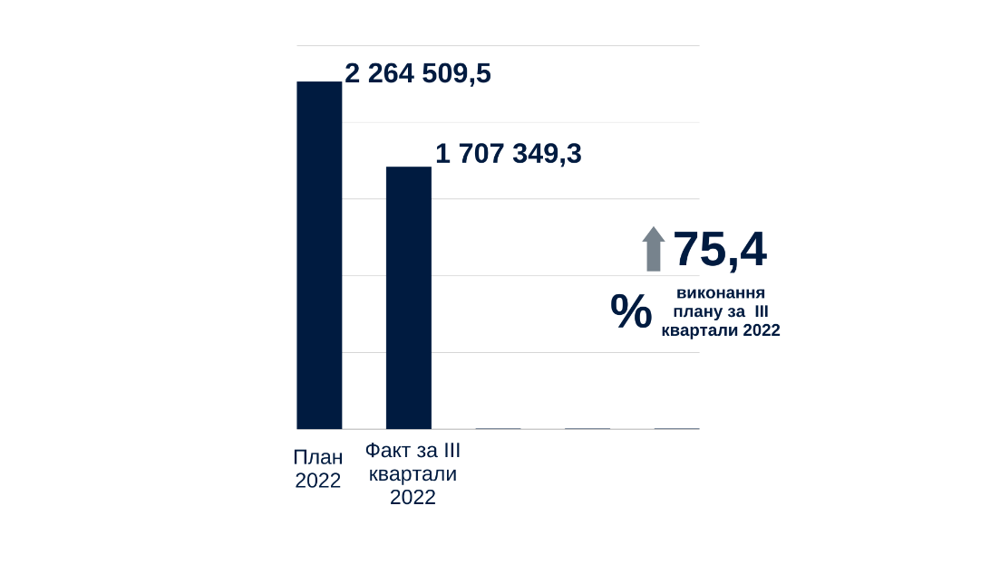 2 264 509,5
1 707 349,3
75,4
%
виконання
плану за  III
квартали 2022
План
2022
Факт за III
квартали
2022